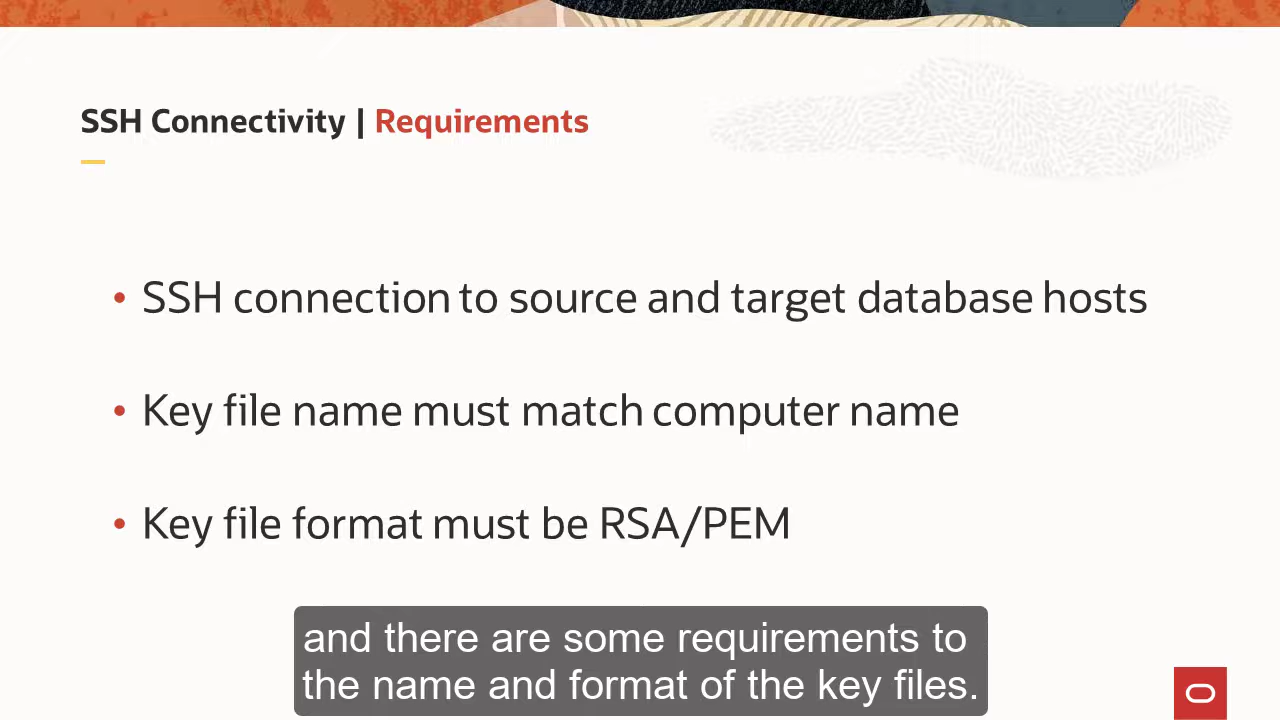 SSH Connectivity | Requirements
• SSH connection to source and target database hosts
• Key file name must match computer name
• Key file format must be RSA/PEM
and there are some requirements to
the name and format of the key files.